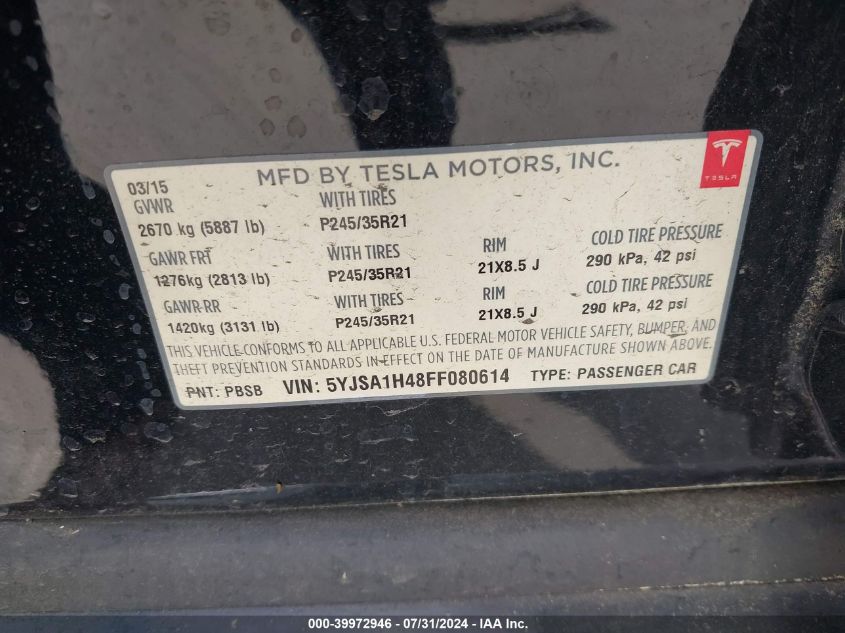 MFD BY TESLA MOTORS, INC.
TESLA
03/15
GVWR WITH TIRES
2670 kg (5887 lb) P245/35R21
GAWR FRT WITH TIRES RIM COLD TIRE PRESSURE
1276kg (2813 lb) P245/35R21 21X8.5 J 290 kPa, 42 psi
GAWR RR WITH TIRES RIM COLD TIRE PRESSURE
1420kg (3131 lb) P245/35R21 21X8.5 J 290 kPa, 42 psi
THIS VEHICLE CONFORMS TO ALL APPLICABLE U.S. FEDERAL MOTOR VEHICLE SAFETY, BUMPER, AND
THEFT PREVENTION STANDARDS IN EFFECT ON THE DATE OF MANUFACTURE SHOWN ABOVE.
PNT: PBSB VIN: 5YJSA1H48FF080614 TYPE: PASSENGER CAR
000-39972946 - 07/31/2024 - IAA Inc.